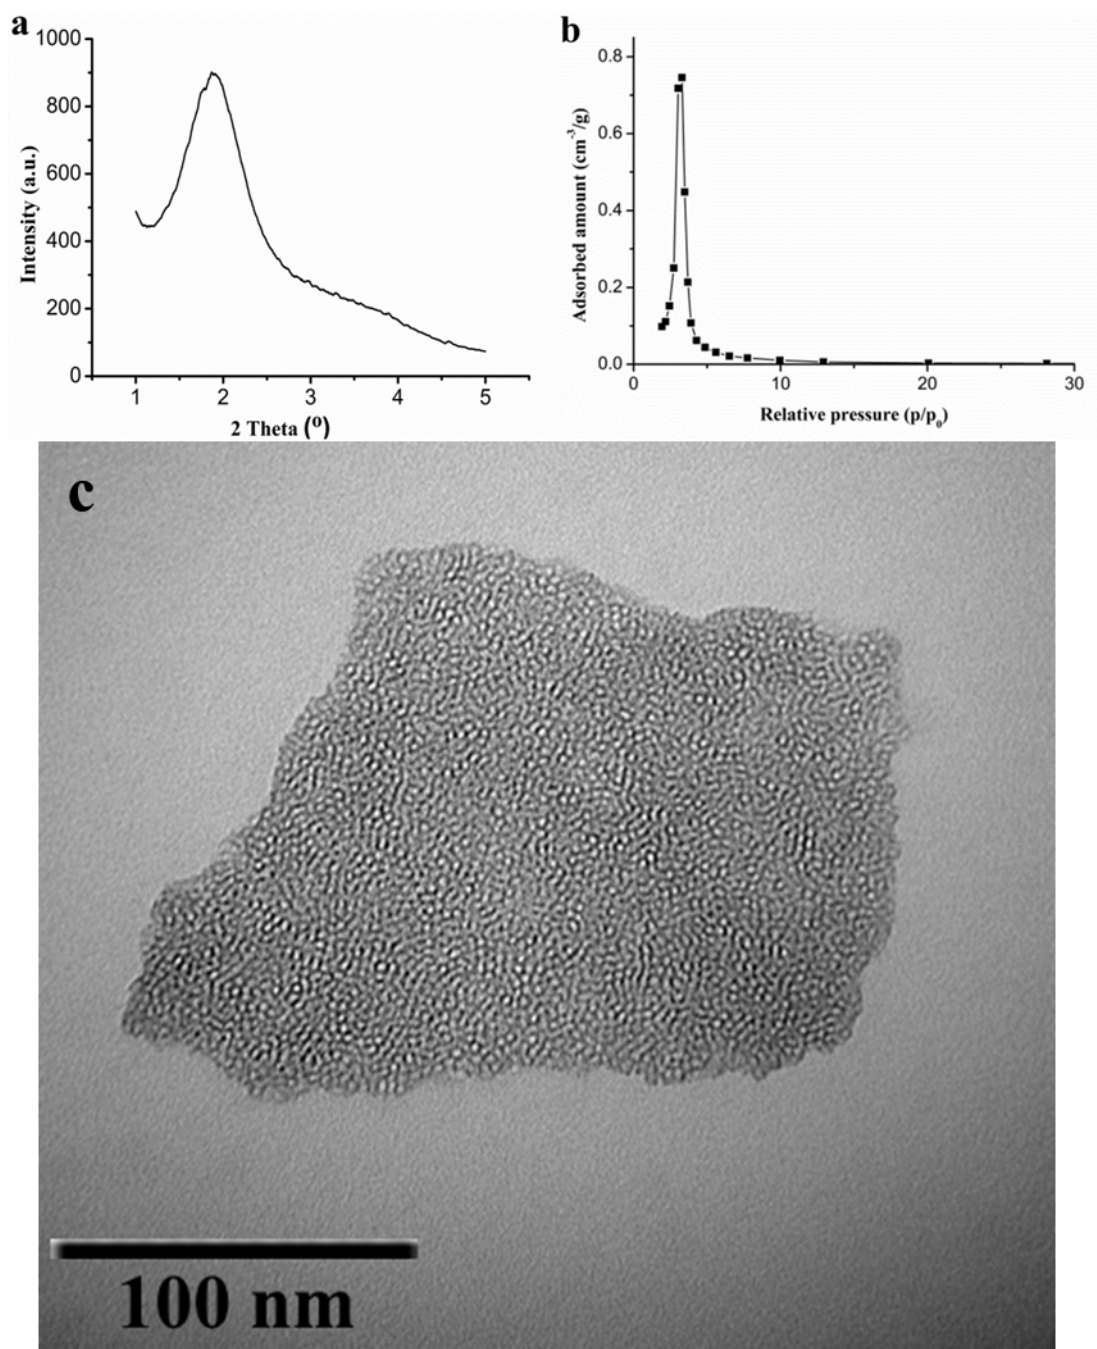 a
1000
800
600
400
200
0
Intensity (a.u.)
1 2 3 4 5
2 Theta (⁰)
b
0.8
0.6
0.4
0.2
0.0
Adsorbed amount (cm⁻³/g)
0 10 20 30
Relative pressure (p/p₀)
c
100 nm